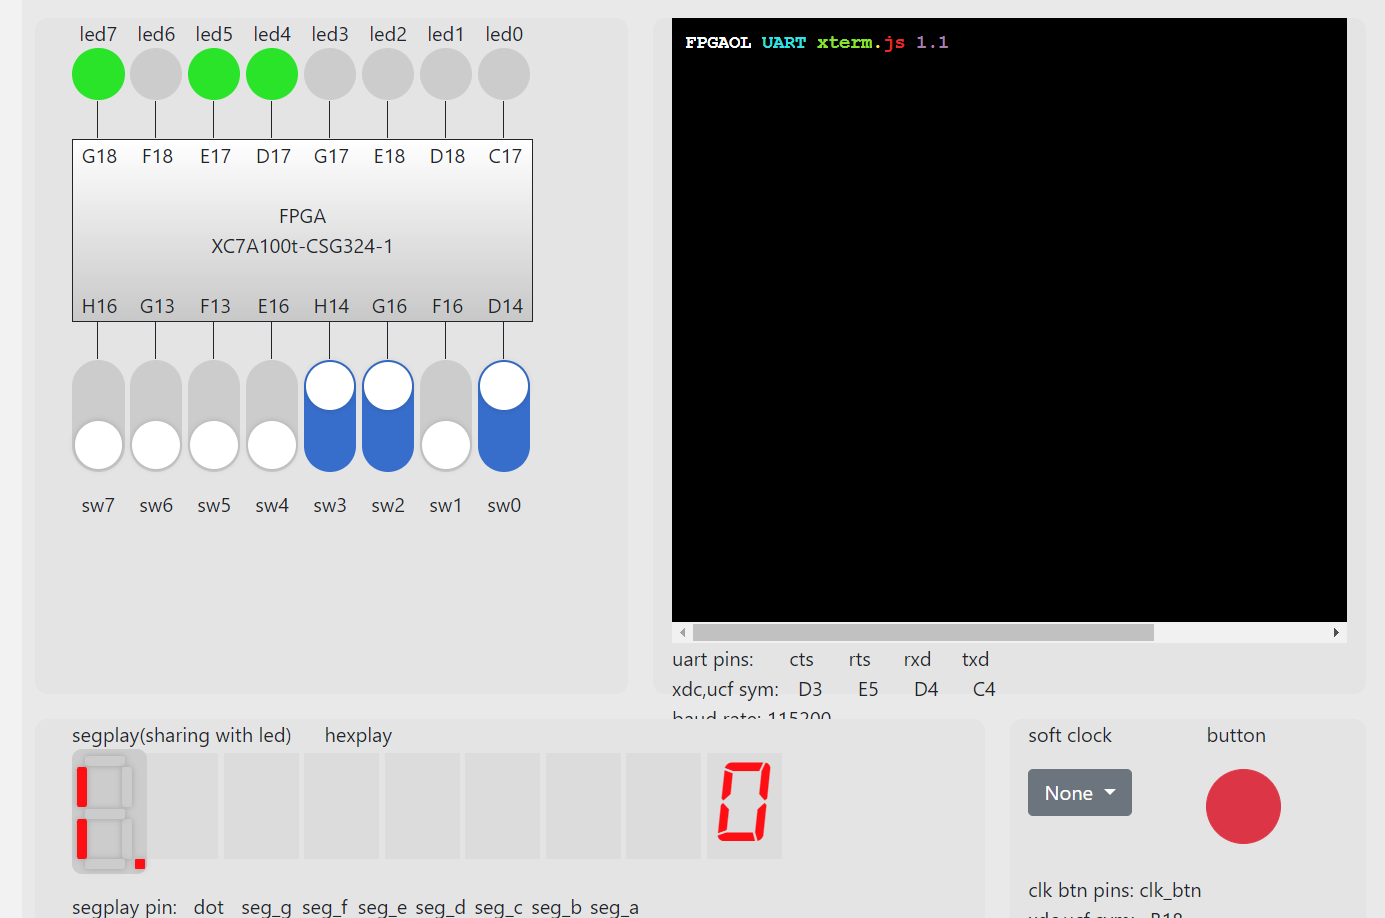 led7 led6 led5 led4 led3 led2 led1 led0
G18 F18 E17 D17 G17 E18 D18 C17
FPGA
XC7A100t-CSG324-1
H16 G13 F13 E16 H14 G16 F16 D14
sw7 sw6 sw5 sw4 sw3 sw2 sw1 sw0
FPGAOL UART xterm.js 1.1
uart pins: cts rts rxd txd
xdc,ucf sym: D3 E5 D4 C4
baud rate: 115200
segplay(sharing with led) hexplay
0
segplay pin: dot seg_g seg_f seg_e seg_d seg_c seg_b seg_a
soft clock button
None
clk btn pins: clk_btn
xdc,ucf sym: B18